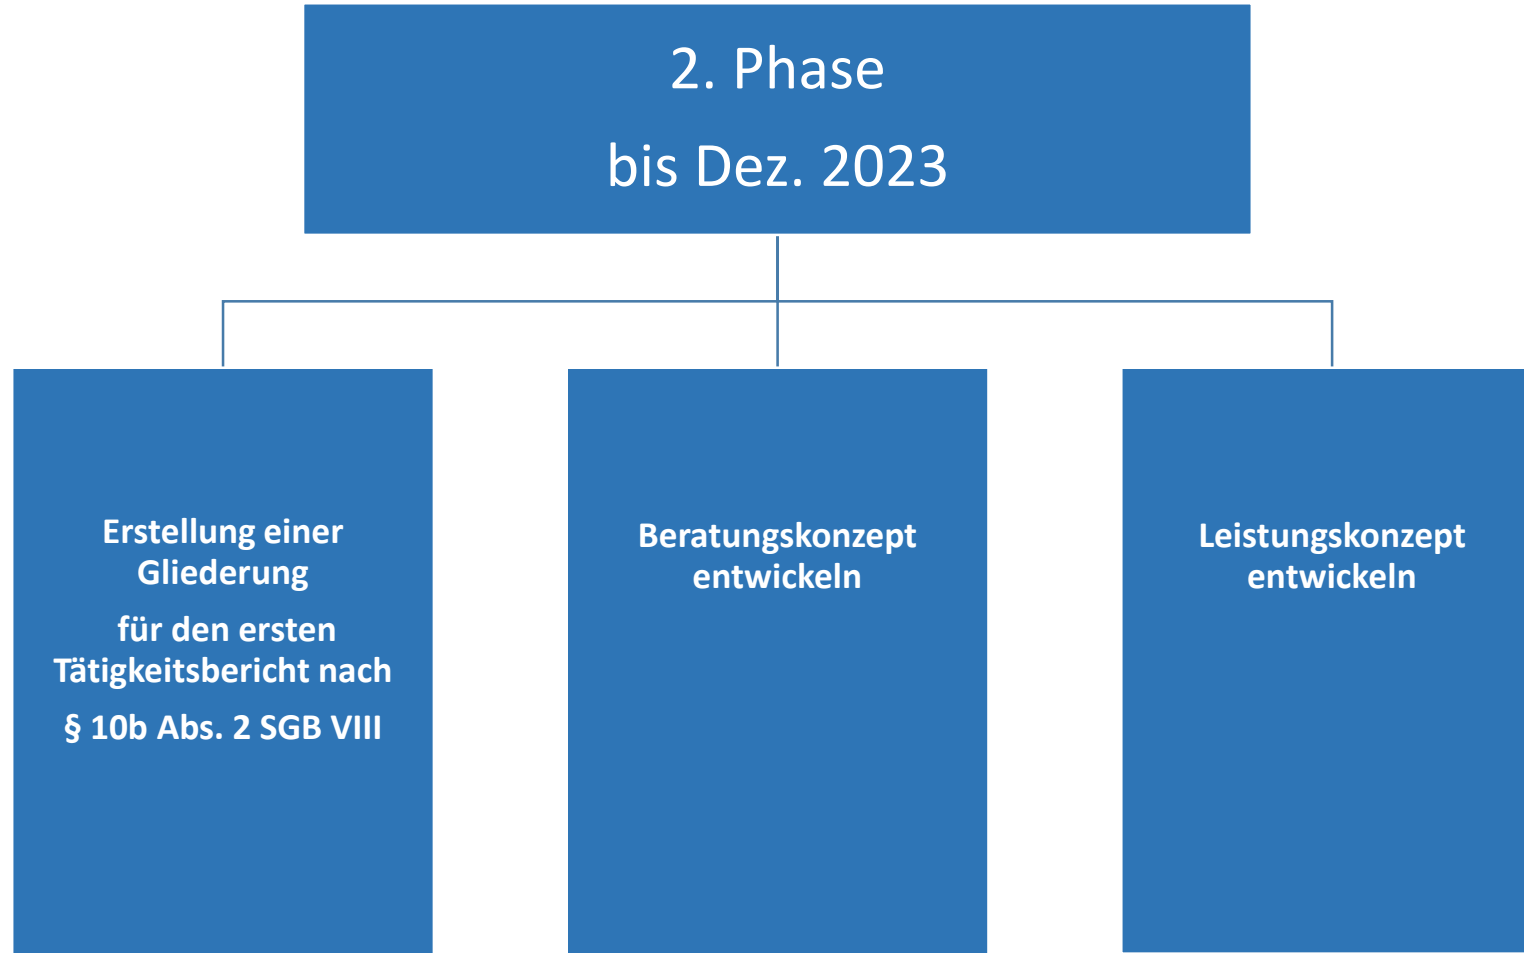 2. Phase
bis Dez. 2023
Erstellung einer
Gliederung
für den ersten
Tätigkeitsbericht nach
§ 10b Abs. 2 SGB VIII
Beratungskonzept
entwickeln
Leistungskonzept
entwickeln